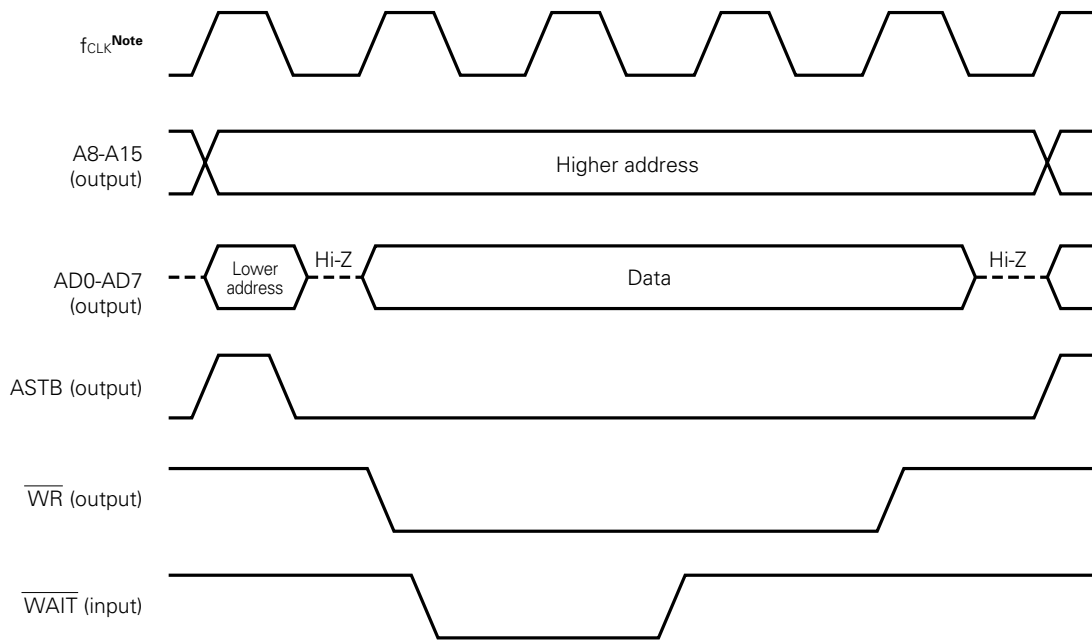 fCLKNote
A8-A15
(output)
Higher address
AD0-AD7
(output)
Lower
address
Hi-Z
Data
Hi-Z
ASTB (output)
WR (output)
WAIT (input)